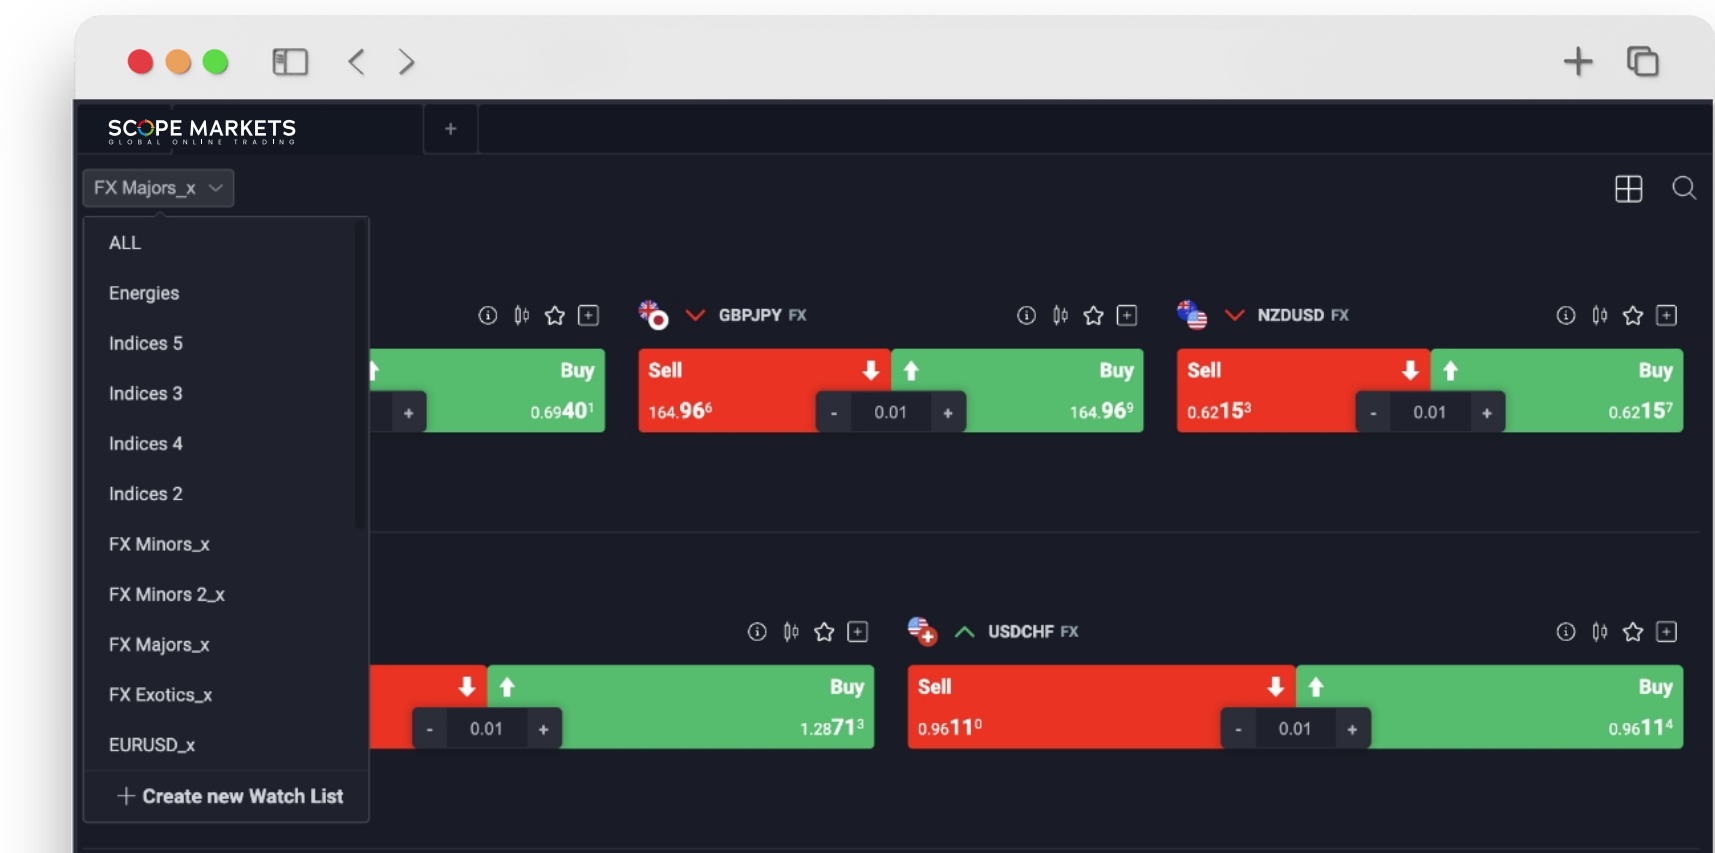 SCOPE MARKETS
GLOBAL ONLINE TRADING
+
FX Majors_x
ALL
Energies
Indices 5
Indices 3
Indices 4
Indices 2
FX Minors_x
FX Minors 2_x
FX Majors_x
FX Exotics_x
EURUSD_x
+ Create new Watch List
Buy
+ 0.69401
GBPJPY FX
Sell Buy
164.966 - 0.01 + 164.969
NZDUSD FX
Sell Buy
0.62153 - 0.01 + 0.62157
Buy
- 0.01 + 1.28713
USDCHF FX
Sell Buy
0.96110 - 0.01 + 0.96114